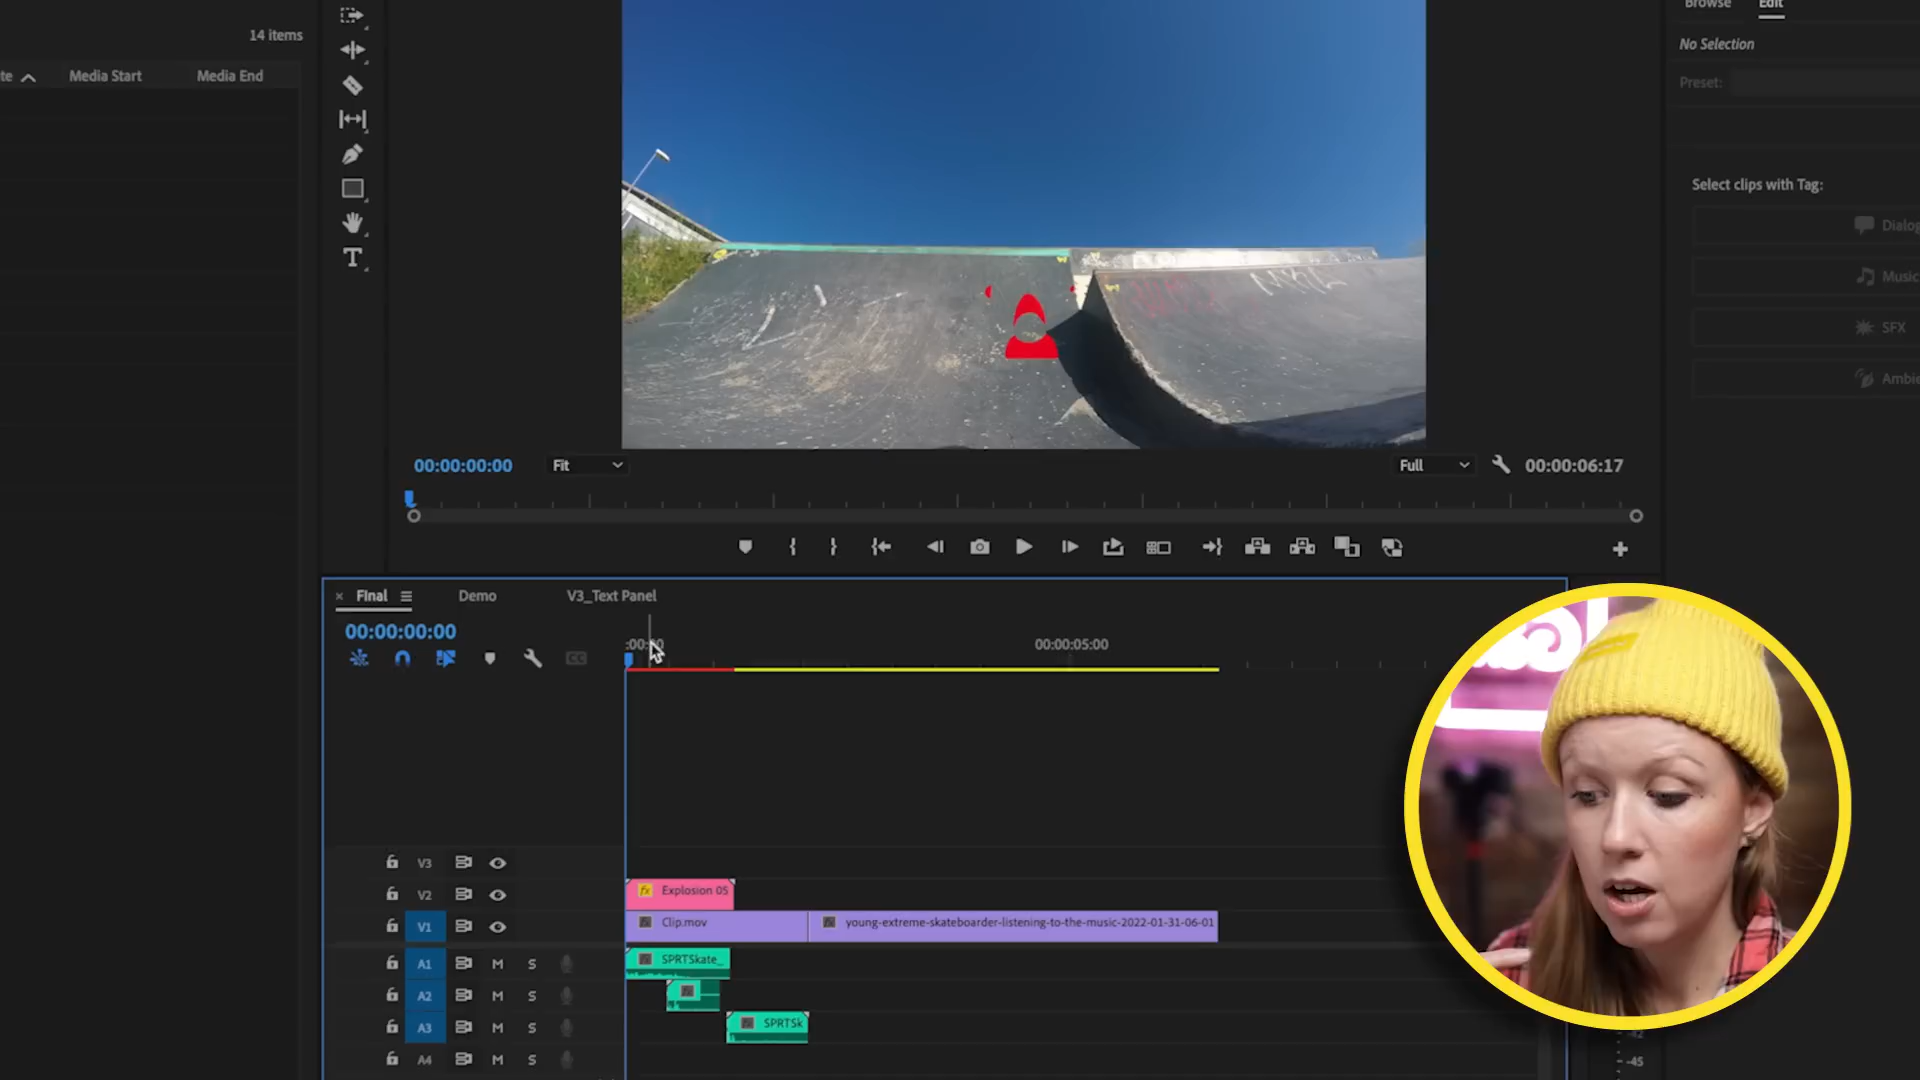 Browse Edit
14 items
No Selection
te Media Start Media End
Preset:
Select clips with Tag:
Dialog
Music
SFX
Ambie
00:00:00:00 Fit Full 00:00:06:17
Final Demo V3_Text Panel
00:00:00:00
:00:00 00:00:05:00
V3
V2 Explosion 05
V1 Clip.mov young-extreme-skateboarder-listening-to-the-music-2022-01-31-06-01
A1 M S SPRTSkate_
A2 M S
A3 M S SPRTSk
A4 M S
-45